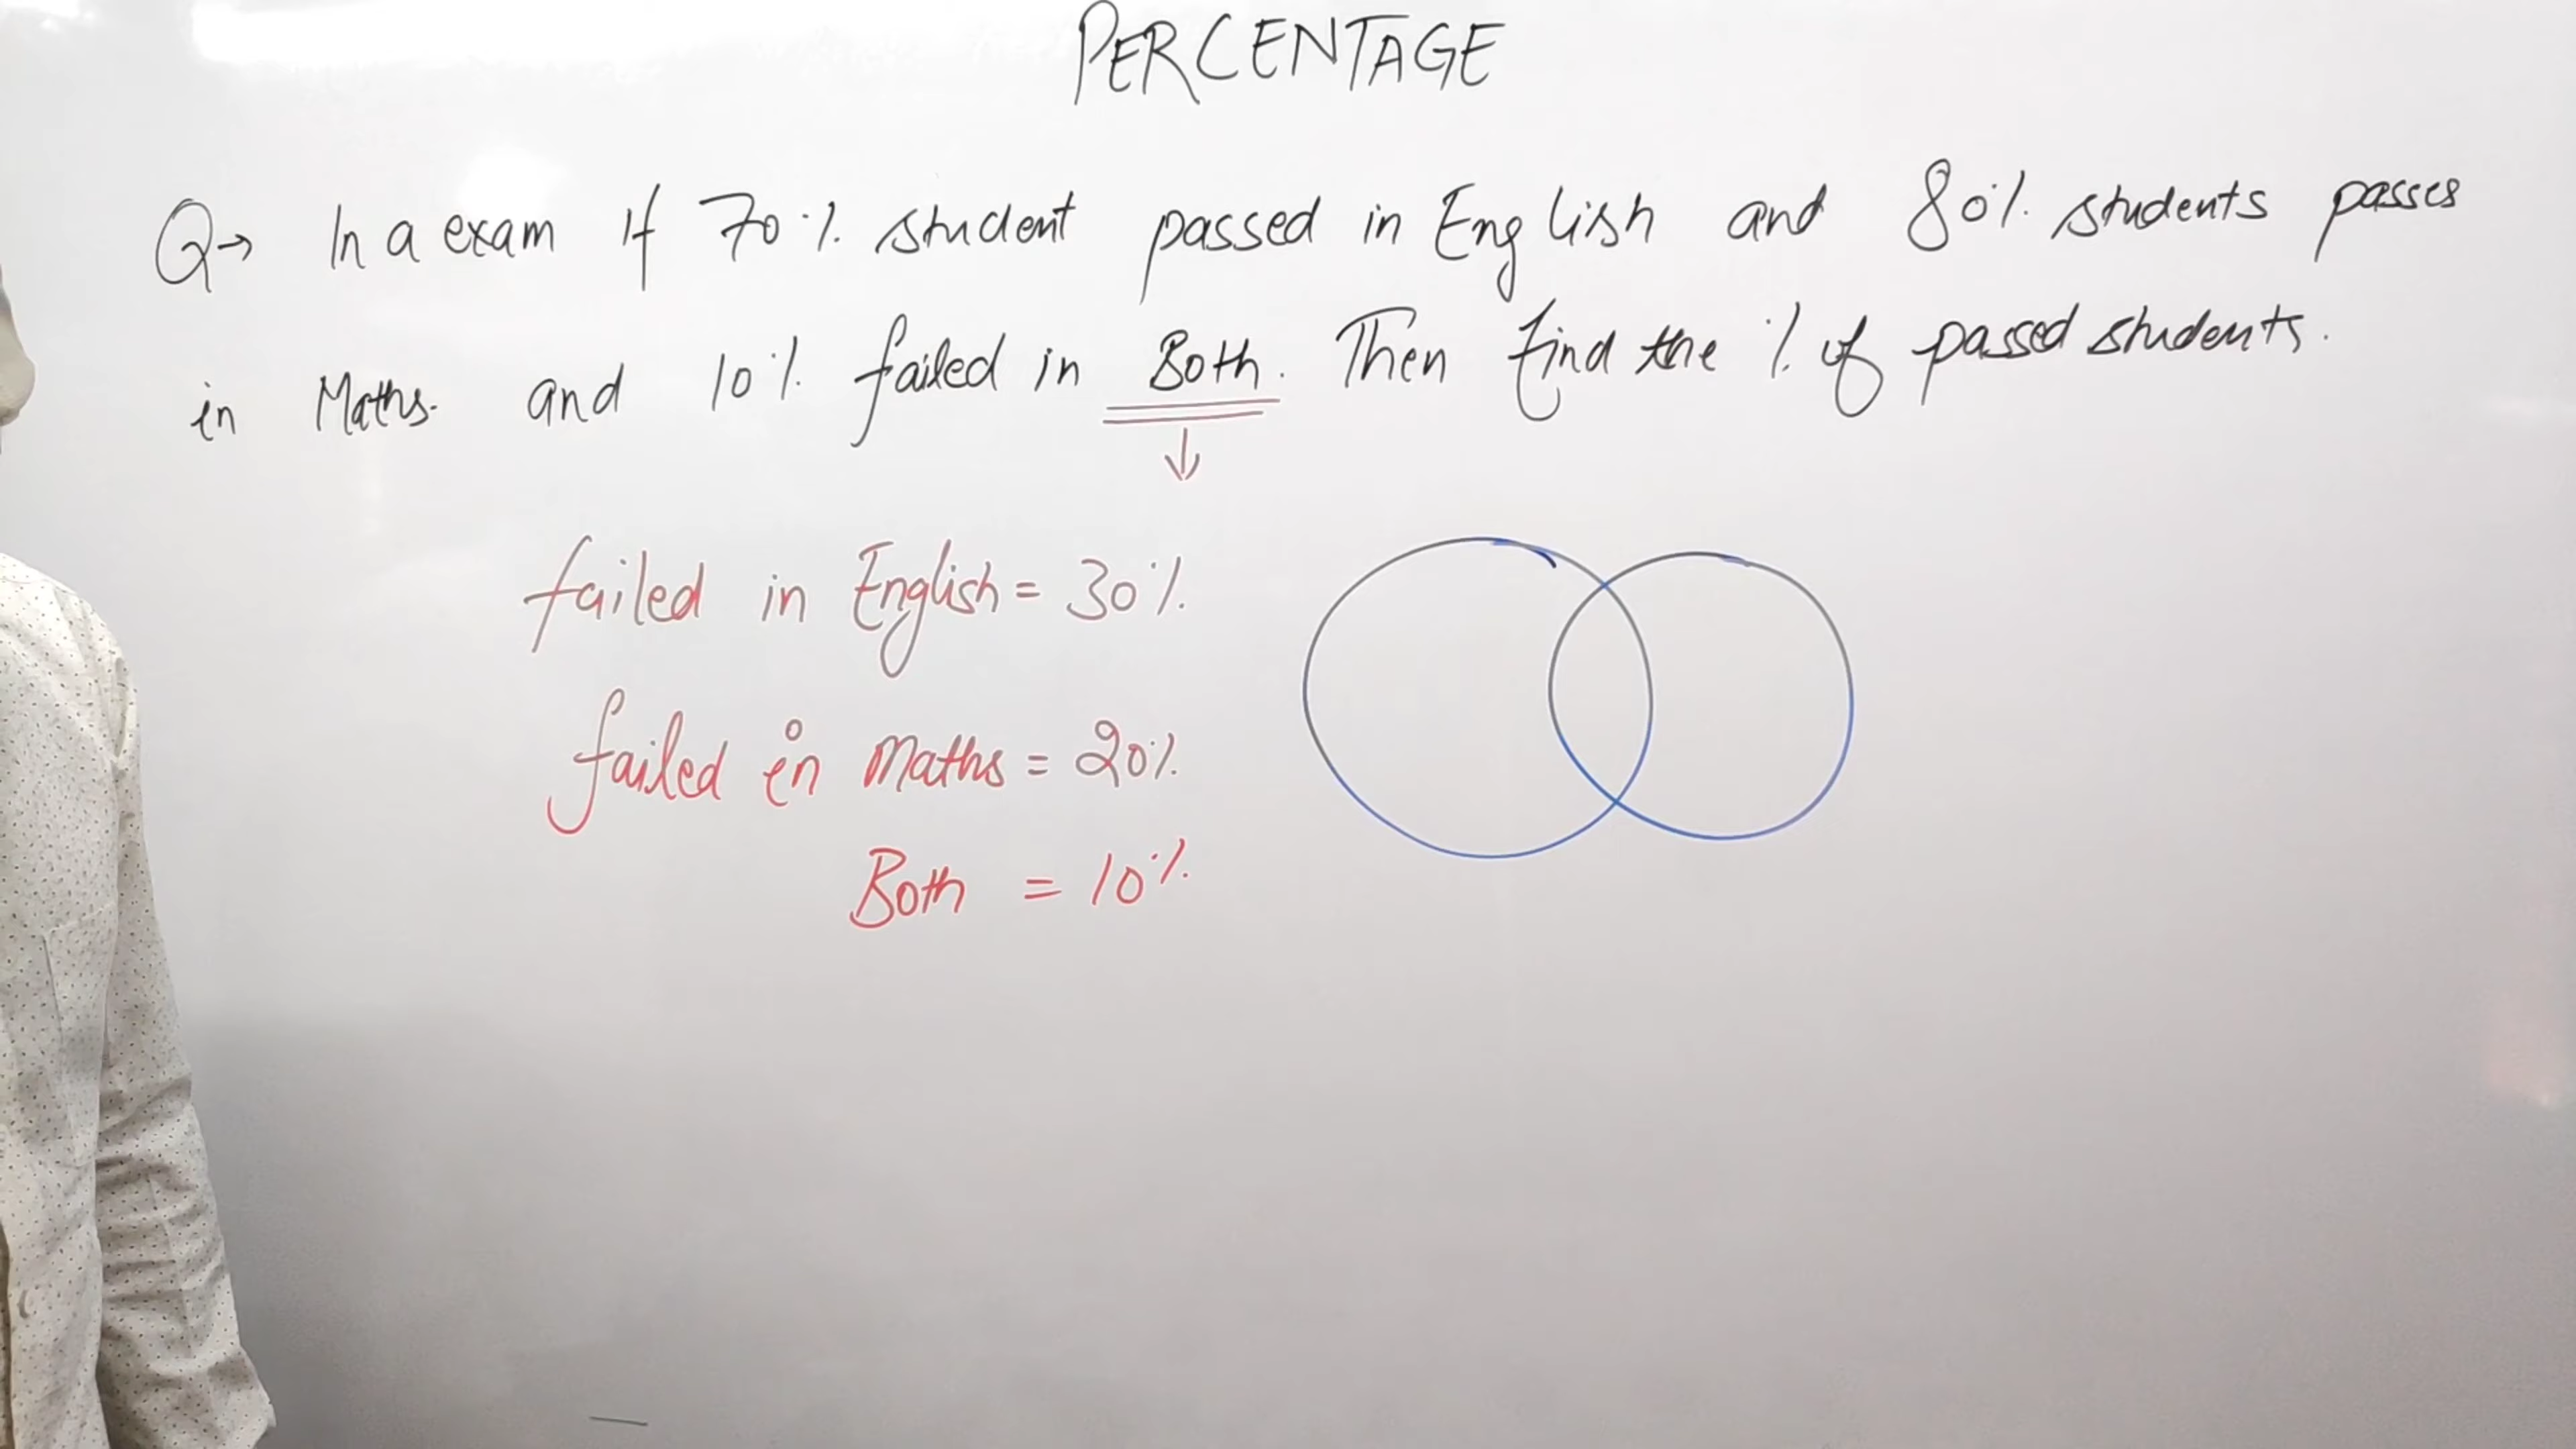 PERCENTAGE
Q→ In a exam if 70% student passed in English and 80% students passes
in Maths. and 10% failed in Both. Then find the % of passed students.
failed in English = 30%
failed in Maths = 20%
Both = 10%